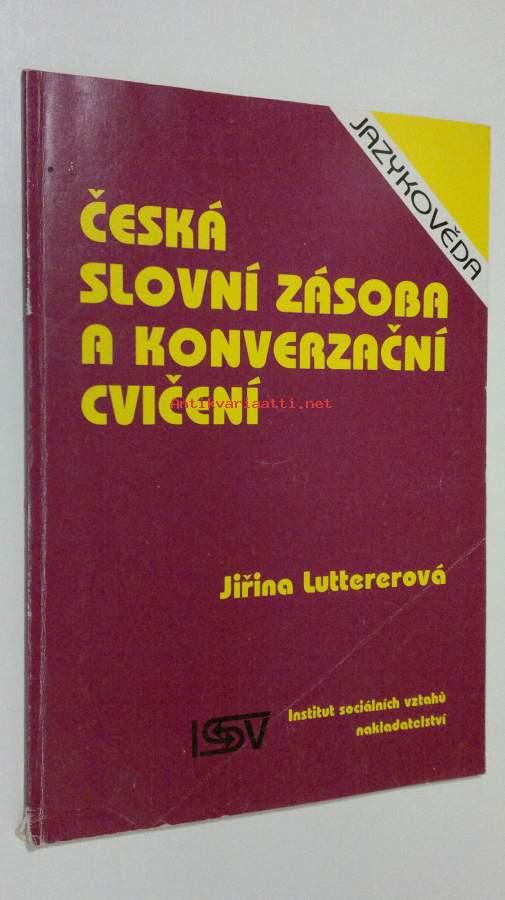 JAZYKOVĚDA
ČESKÁ
SLOVNÍ ZÁSOBA
A KONVERZAČNÍ
CVIČENÍ
Antikvariaatti.net
Jiřina Luttererová
ISV
Institut sociálních vztahů
nakladatelství